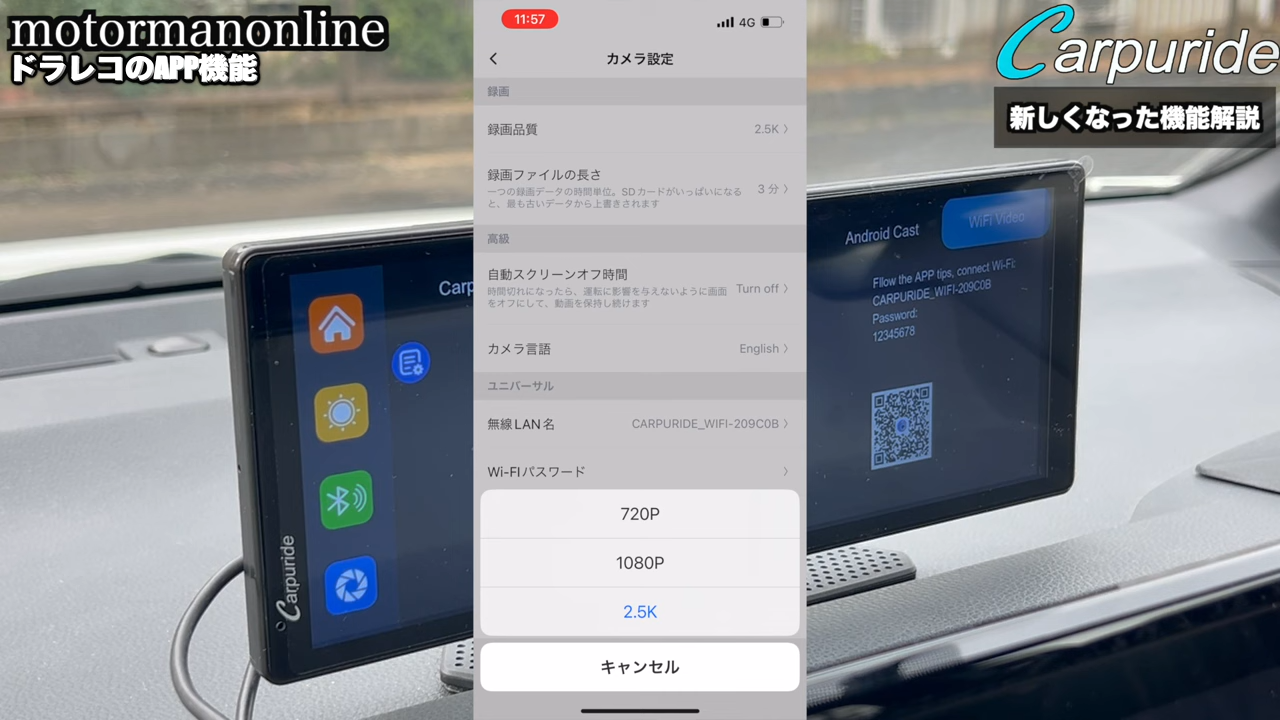 motormanonline
ドラレコのAPP機能
Carpuride
新しくなった機能解説
11:57
4G
カメラ設定
録画
録画品質
2.5K
録画ファイルの長さ
一つの録画データの時間単位。SDカードがいっぱいになる
と、最も古いデータから上書きされます
3 分
高級
自動スクリーンオフ時間
時間切れになったら、運転に影響を与えないように画面
をオフにして、動画を保持し続けます
Turn off
カメラ言語
English
ユニバーサル
無線LAN名
CARPURIDE_WIFI-209C0B
Wi-FIパスワード
720P
1080P
2.5K
キャンセル
Carp
Carpuride
Android Cast
WiFi Video
Fllow the APP tips, connect Wi-Fi:
CARPURIDE_WIFI-209C0B
Password:
12345678